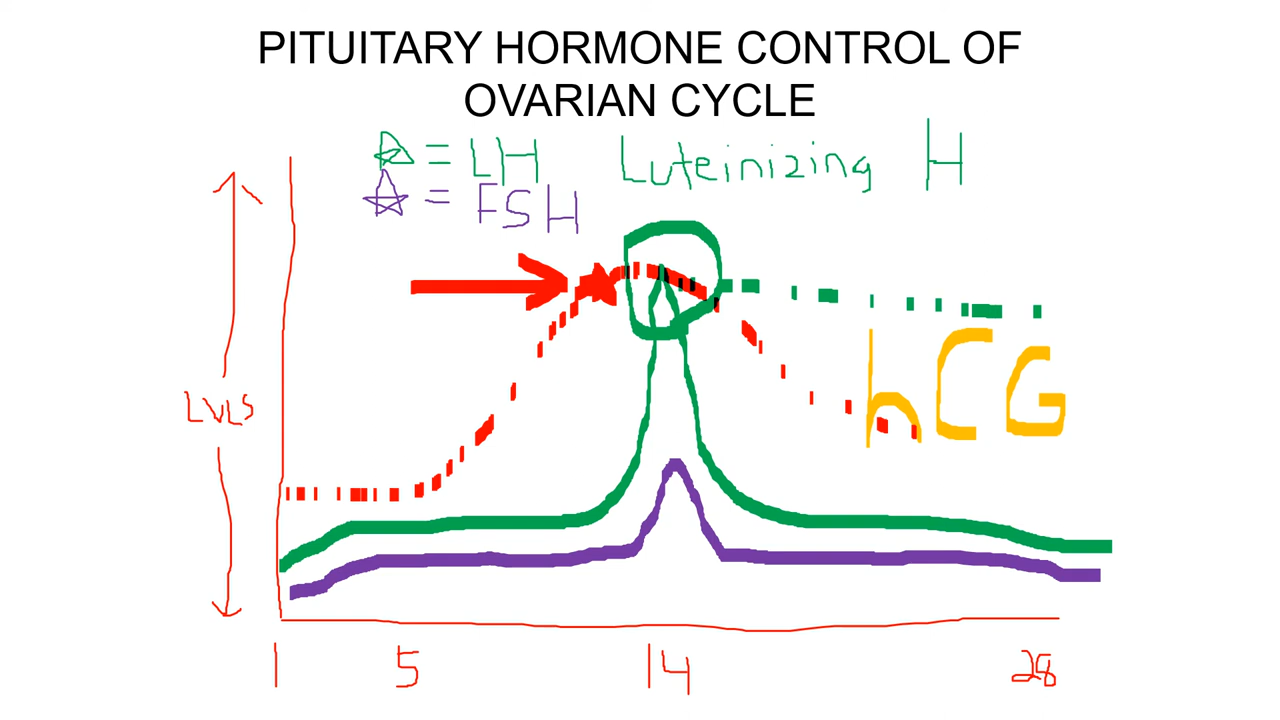 PITUITARY HORMONE CONTROL OF
OVARIAN CYCLE
= LH Luteinizing H
= FSH
LVLS
hCG
1 5 14 28